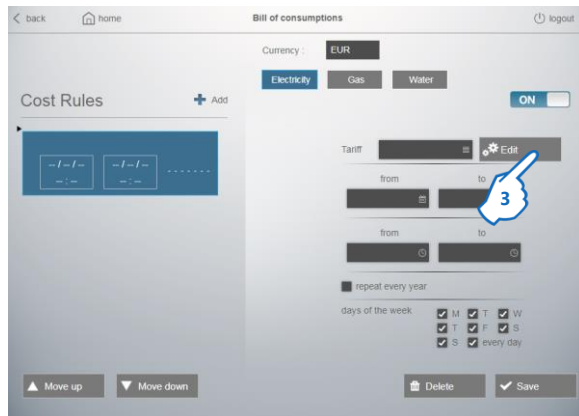 back home Bill of consumptions logout
Currency : EUR
Electricity Gas Water
Cost Rules Add
ON
Tariff Edit
-- / -- / -- -- / -- / -- - - - - - - -
-- : -- -- : --
from to
3
from to
repeat every year
days of the week M T W
T F S
S every day
Move up Move down Delete Save